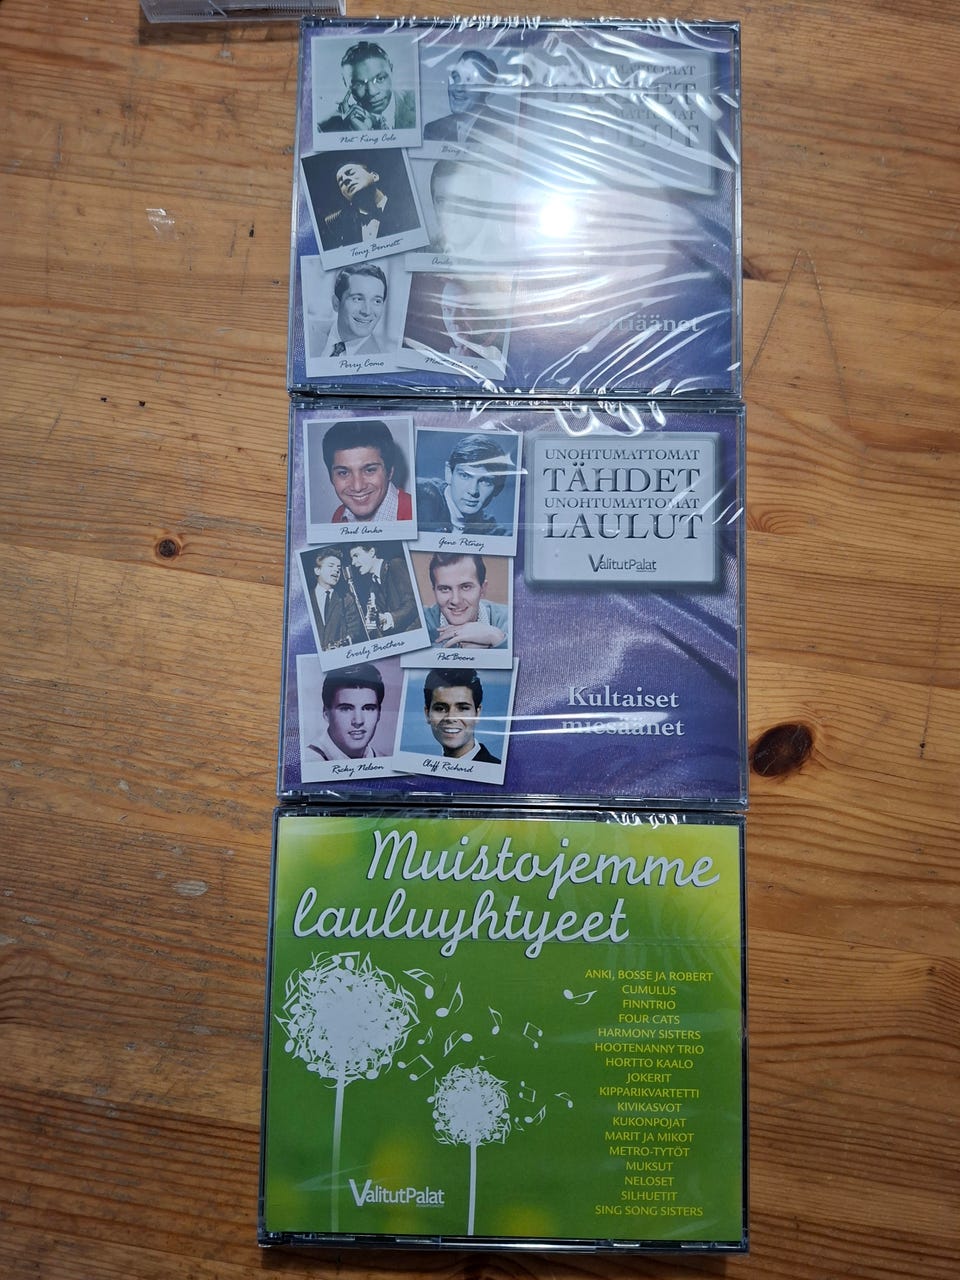 Nat King Cole
Bing
Tony Bennett
Andy
Perry Como
UNOHTUMATTOMAT
TÄHDET
UNOHTUMATTOMAT
LAULUT
ValitutPalat
Paul Anka
Gene Pitney
Everly Brothers
Pat Boone
Ricky Nelson
Cliff Richard
Kultaiset
miesäänet
Muistojemme
lauluyhtyeet
ANKI, BOSSE JA ROBERT
CUMULUS
FINNTRIO
FOUR CATS
HARMONY SISTERS
HOOTENANNY TRIO
HORTTO KAALO
JOKERIT
KIPPARIKVARTETTI
KIVIKASVOT
KUKONPOJAT
MARIT JA MIKOT
METRO-TYTÖT
MUKSUT
NELOSET
SILHUETIT
SING SONG SISTERS
ValitutPalat